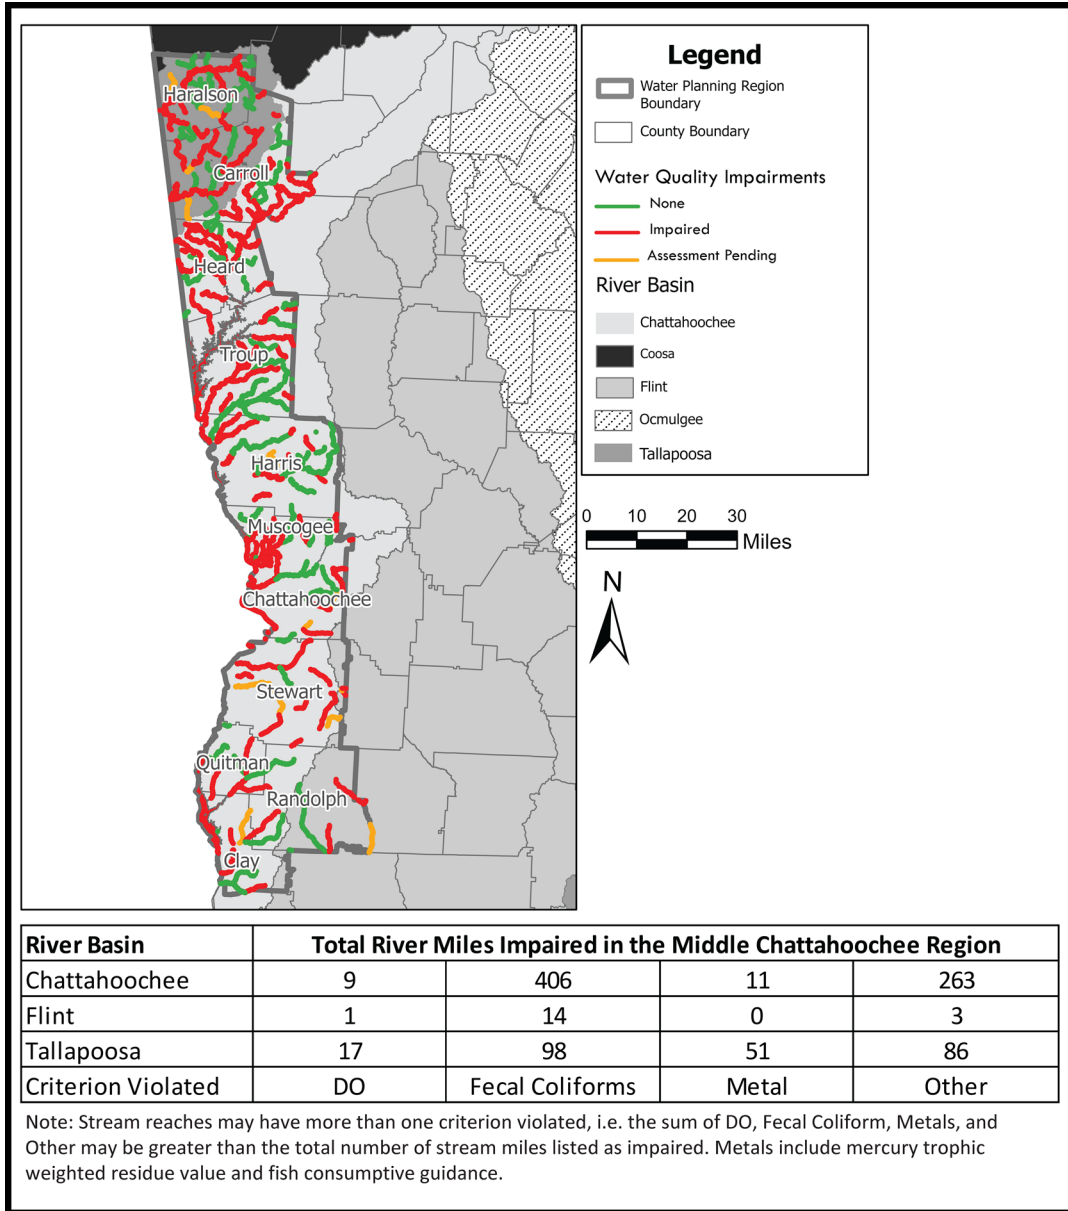 Haralson
Carroll
Heard
Troup
Harris
Muscogee
Chattahoochee
Stewart
Quitman
Randolph
Clay
Legend
Water Planning Region
Boundary
County Boundary
Water Quality Impairments
None
Impaired
Assessment Pending
River Basin
Chattahoochee
Coosa
Flint
Ocmulgee
Tallapoosa
0 10 20 30
Miles
N
River Basin Total River Miles Impaired in the Middle Chattahoochee Region
Chattahoochee 9 406 11 263
Flint 1 14 0 3
Tallapoosa 17 98 51 86
Criterion Violated DO Fecal Coliforms Metal Other
Note: Stream reaches may have more than one criterion violated, i.e. the sum of DO, Fecal Coliform, Metals, and
Other may be greater than the total number of stream miles listed as impaired. Metals include mercury trophic
weighted residue value and fish consumptive guidance.